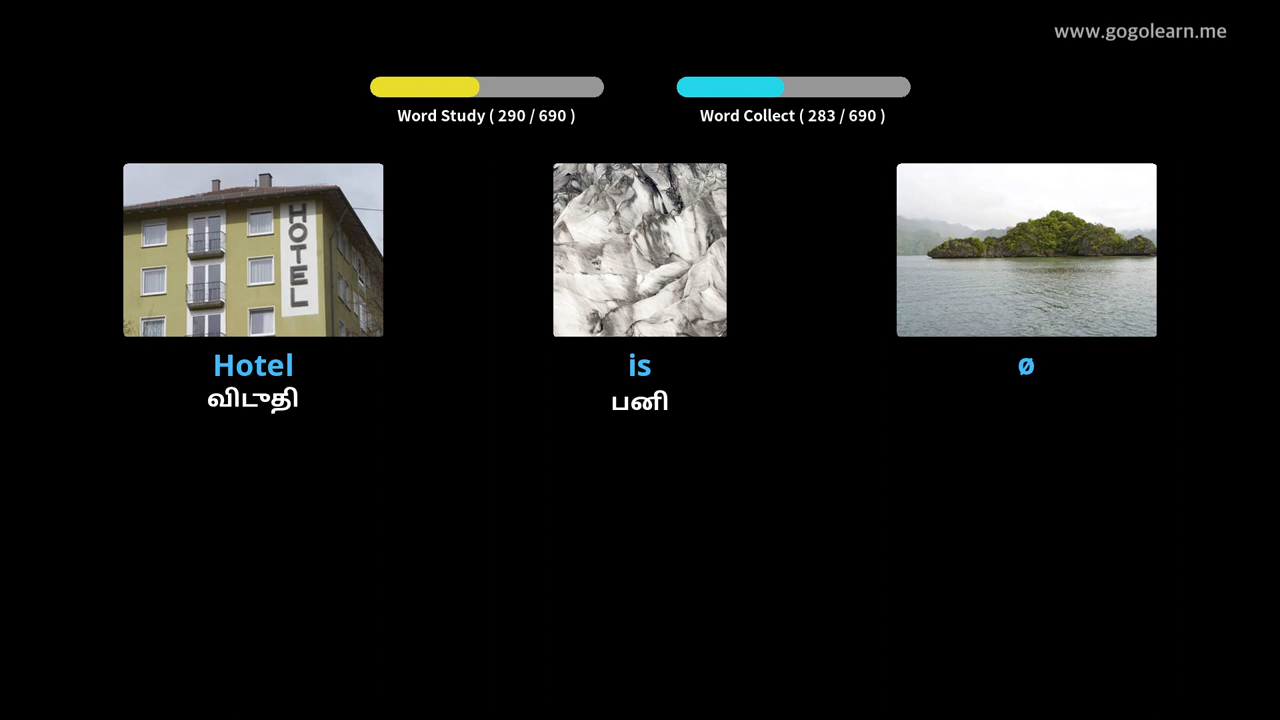 www.gogolearn.me
Word Study ( 290 / 690 )
Word Collect ( 283 / 690 )
HOTEL
Hotel
விடுதி
is
பனி
ø